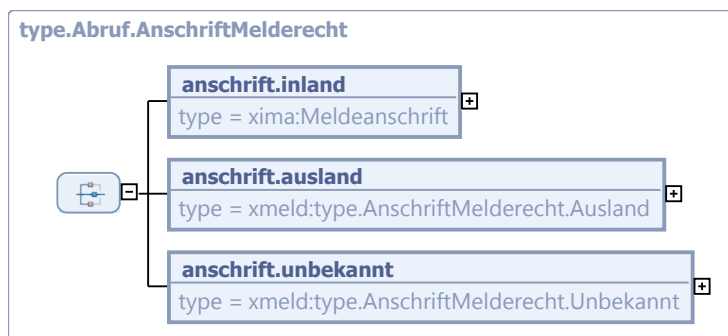 type.Abruf.AnschriftMelderecht
anschrift.inland
type = xima:Meldeanschrift
anschrift.ausland
type = xmeld:type.AnschriftMelderecht.Ausland
anschrift.unbekannt
type = xmeld:type.AnschriftMelderecht.Unbekannt